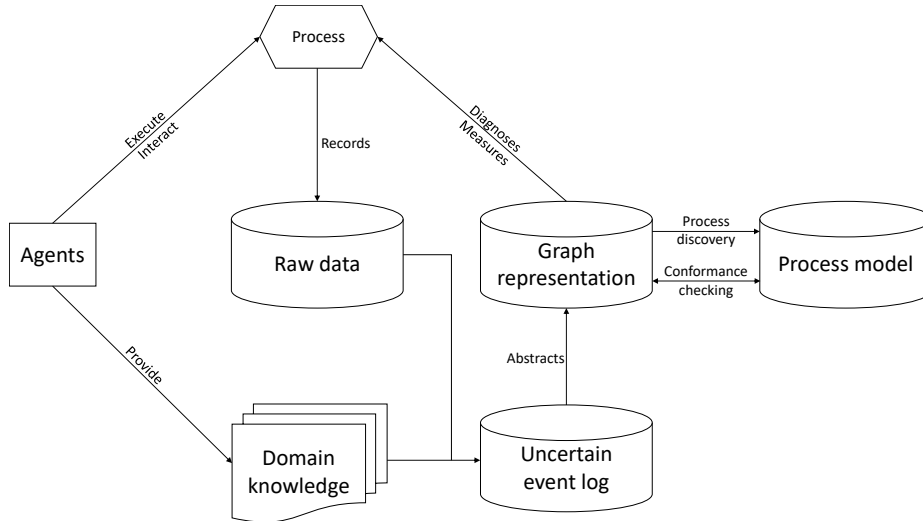 Process
Execute
Interact
Diagnoses
Measures
Records
Agents
Raw data
Graph
representation
Process
discovery
Conformance
checking
Process model
Provide
Abstracts
Domain
knowledge
Uncertain
event log